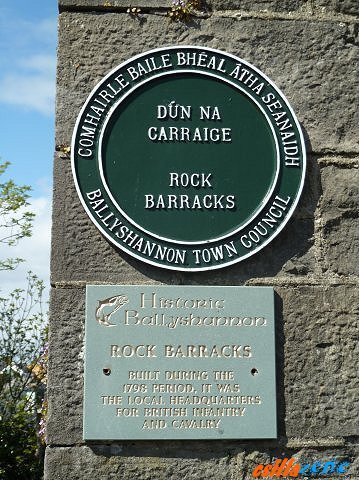 COMHAIRLE BAILE BHÉAL ÁTHA SEANAIDH
DÚN NA
CARRAIGE
ROCK
BARRACKS
BALLYSHANNON TOWN COUNCIL
Historic
Ballyshannon
ROCK BARRACKS
BUILT DURING THE
1798 PERIOD, IT WAS
THE LOCAL HEADQUARTERS
FOR BRITISH INFANTRY
AND CAVALRY